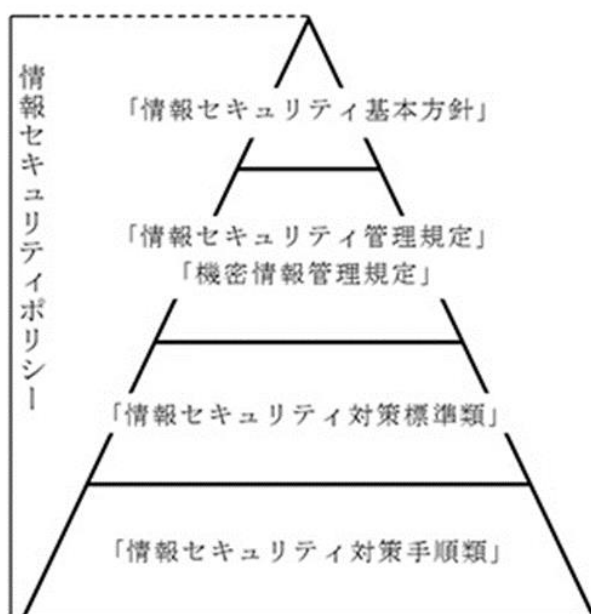 情報セキュリティポリシー
「情報セキュリティ基本方針」
「情報セキュリティ管理規定」
「機密情報管理規定」
「情報セキュリティ対策標準類」
「情報セキュリティ対策手順類」